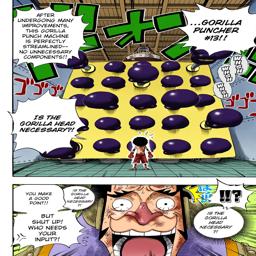 AFTER
UNDERGOING MANY
IMPROVEMENTS,
THIS GORILLA
PUNCH MACHINE
IS PERFECTLY
STREAMLINED--
NO UNNECESSARY
COMPONENTS!!
...GORILLA
PUNCHER
#13!!
IS THE
GORILLA HEAD
NECESSARY?!
YOU MAKE
A GOOD
POINT!!
IS THE
GORILLA HEAD
NECESSARY?!
BUT
SHUT UP!
WHO NEEDS
YOUR
INPUT?!
!!?
IS THE
GORILLA HEAD
NECESSARY
?!